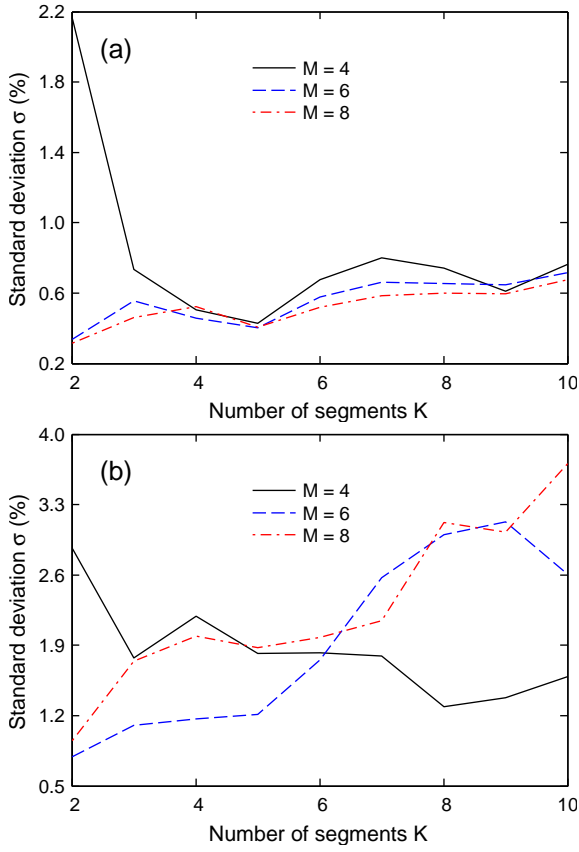 2.2
(a)
M = 4
M = 6
M = 8
1.8
1.4
1.0
0.6
0.2
Standard deviation σ (%)
2 4 6 8 10
Number of segments K
4.0
(b)
M = 4
M = 6
M = 8
3.3
2.6
1.9
1.2
0.5
Standard deviation σ (%)
2 4 6 8 10
Number of segments K